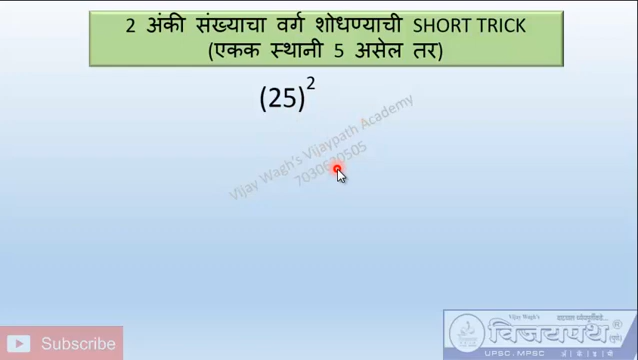 2 अंकी संख्याचा वर्ग शोधण्याची SHORT TRICK
(एकक स्थानी 5 असेल तर)
(25)²
Vijay Wagh's Vijaypath Academy
7030630505
Subscribe
Vijay Wagh's
विजयपथ
UPSC. MPSC